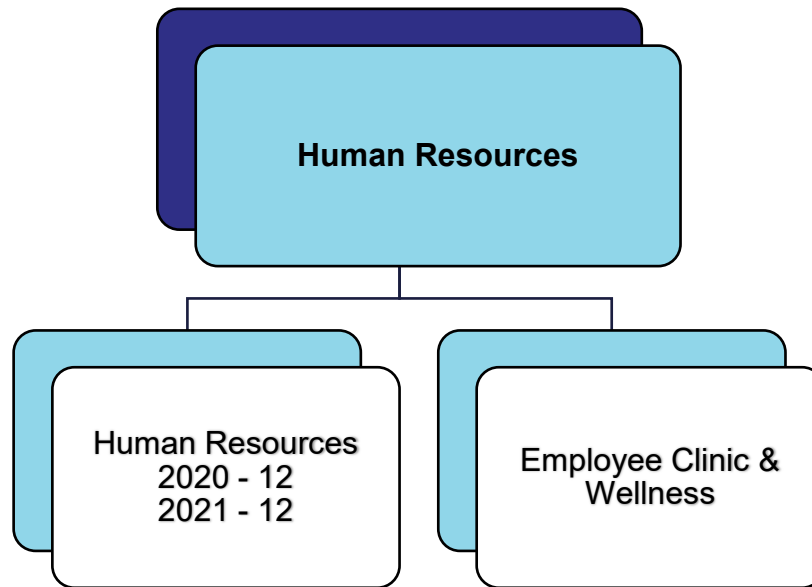 Human Resources
Human Resources
2020 - 12
2021 - 12
Employee Clinic &
Wellness